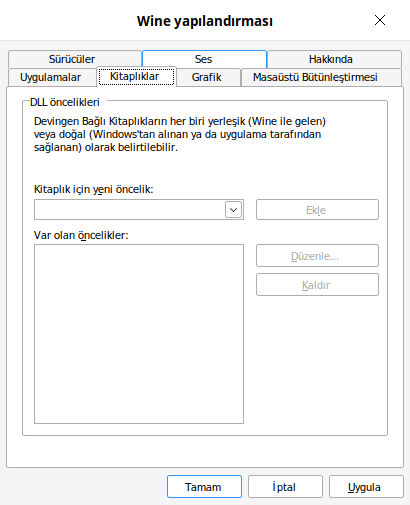 Wine yapılandırması
Sürücüler Ses Hakkında
Uygulamalar Kitaplıklar Grafik Masaüstü Bütünleştirmesi
DLL öncelikleri
Devingen Bağlı Kitaplıkların her biri yerleşik (Wine ile gelen)
veya doğal (Windows'tan alınan ya da uygulama tarafından
sağlanan) olarak belirtilebilir.
Kitaplık için yeni öncelik:
Ekle
Var olan öncelikler:
Düzenle...
Kaldır
Tamam İptal Uygula